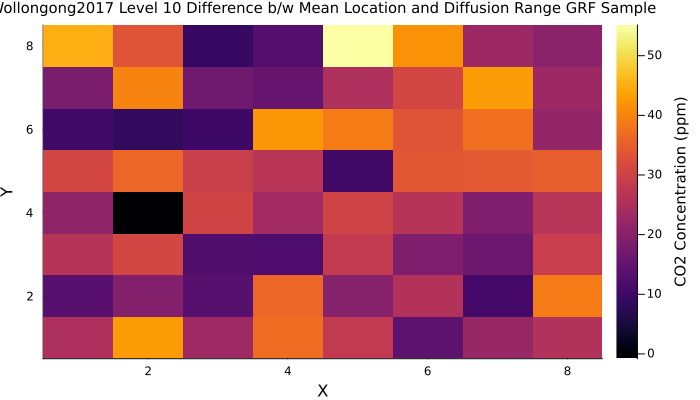 Wollongong2017 Level 10 Difference b/w Mean Location and Diffusion Range GRF Sample
8
6
4
2
Y
2 4 6 8
X
50
40
30
20
10
0
CO2 Concentration (ppm)